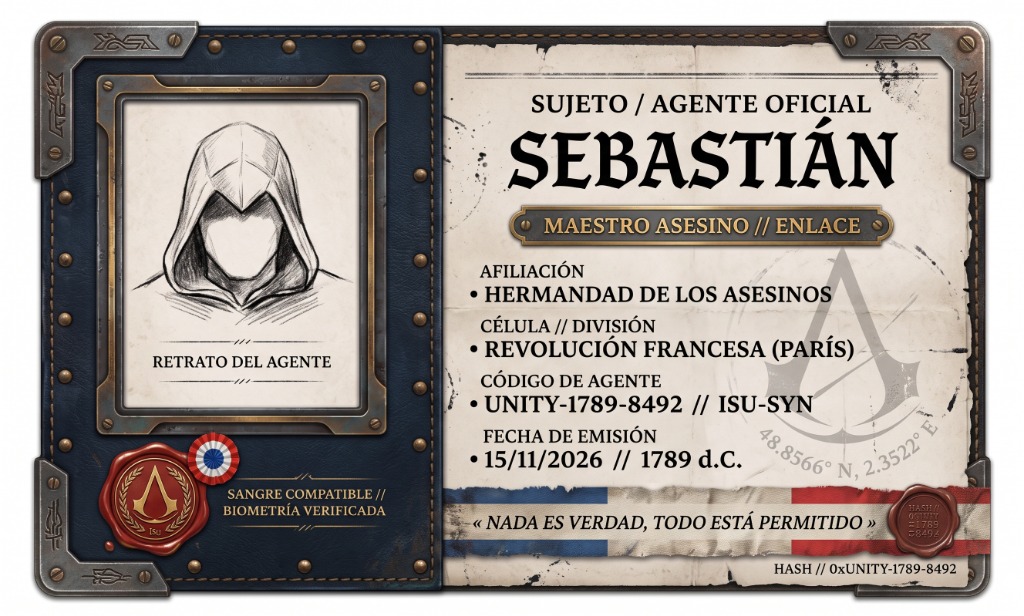 RETRATO DEL AGENTE
Isu
SANGRE COMPATIBLE //
BIOMETRÍA VERIFICADA
SUJETO / AGENTE OFICIAL
SEBASTIÁN
MAESTRO ASESINO // ENLACE
AFILIACIÓN
• HERMANDAD DE LOS ASESINOS
CÉLULA // DIVISIÓN
• REVOLUCIÓN FRANCESA (PARÍS)
CÓDIGO DE AGENTE
• UNITY-1789-8492 // ISU-SYN
FECHA DE EMISIÓN
• 15/11/2026 // 1789 d.C.
48.8566° N, 2.3522° E
« NADA ES VERDAD, TODO ESTÁ PERMITIDO »
HASH //
HASH // 0xUNITY-1789-8492